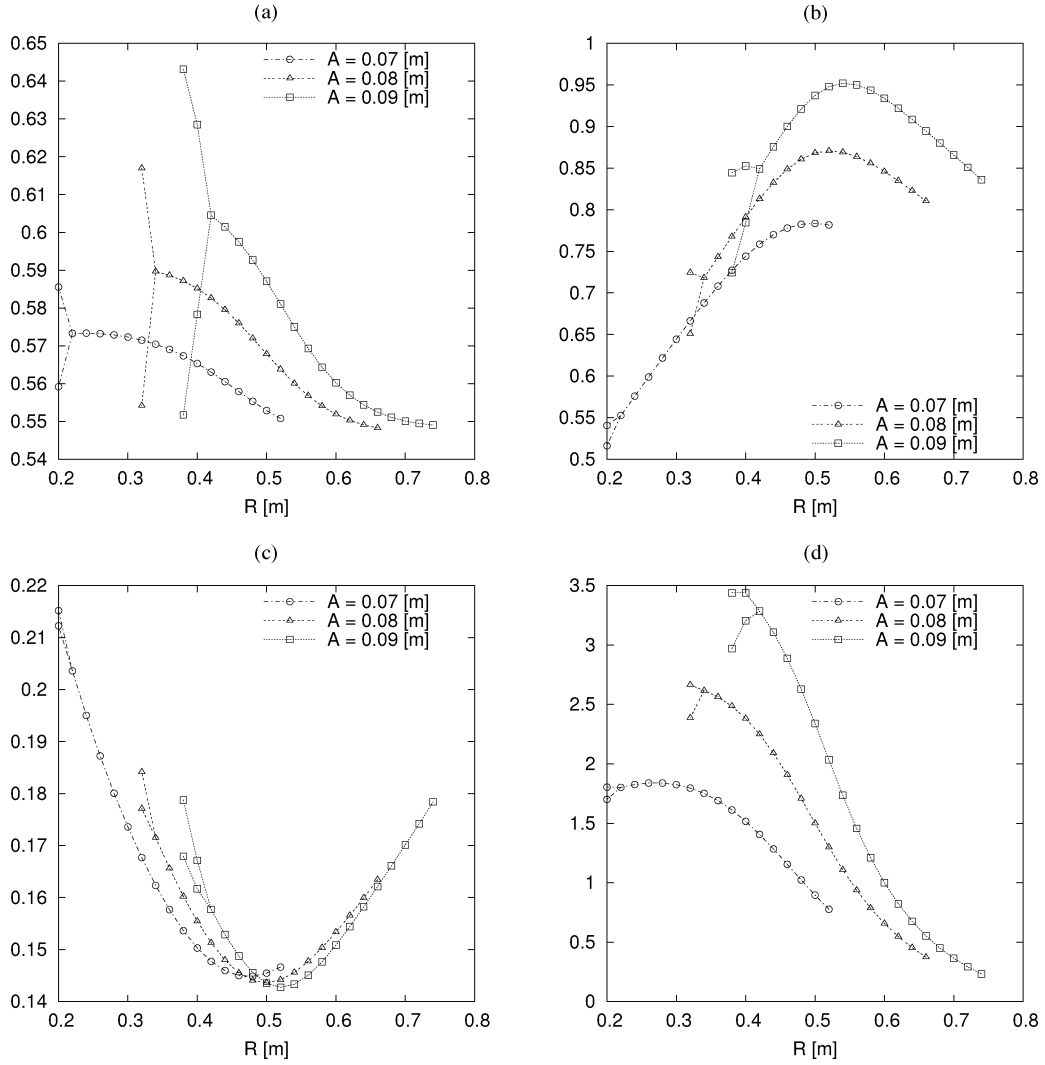 (a)
0.65
0.64
0.63
0.62
0.61
0.6
0.59
0.58
0.57
0.56
0.55
0.54
0.2 0.3 0.4 0.5 0.6 0.7 0.8
R [m]
A = 0.07 [m]
A = 0.08 [m]
A = 0.09 [m]
(b)
1
0.95
0.9
0.85
0.8
0.75
0.7
0.65
0.6
0.55
0.5
0.2 0.3 0.4 0.5 0.6 0.7 0.8
R [m]
A = 0.07 [m]
A = 0.08 [m]
A = 0.09 [m]
(c)
0.22
0.21
0.2
0.19
0.18
0.17
0.16
0.15
0.14
0.2 0.3 0.4 0.5 0.6 0.7 0.8
R [m]
A = 0.07 [m]
A = 0.08 [m]
A = 0.09 [m]
(d)
3.5
3
2.5
2
1.5
1
0.5
0
0.2 0.3 0.4 0.5 0.6 0.7 0.8
R [m]
A = 0.07 [m]
A = 0.08 [m]
A = 0.09 [m]